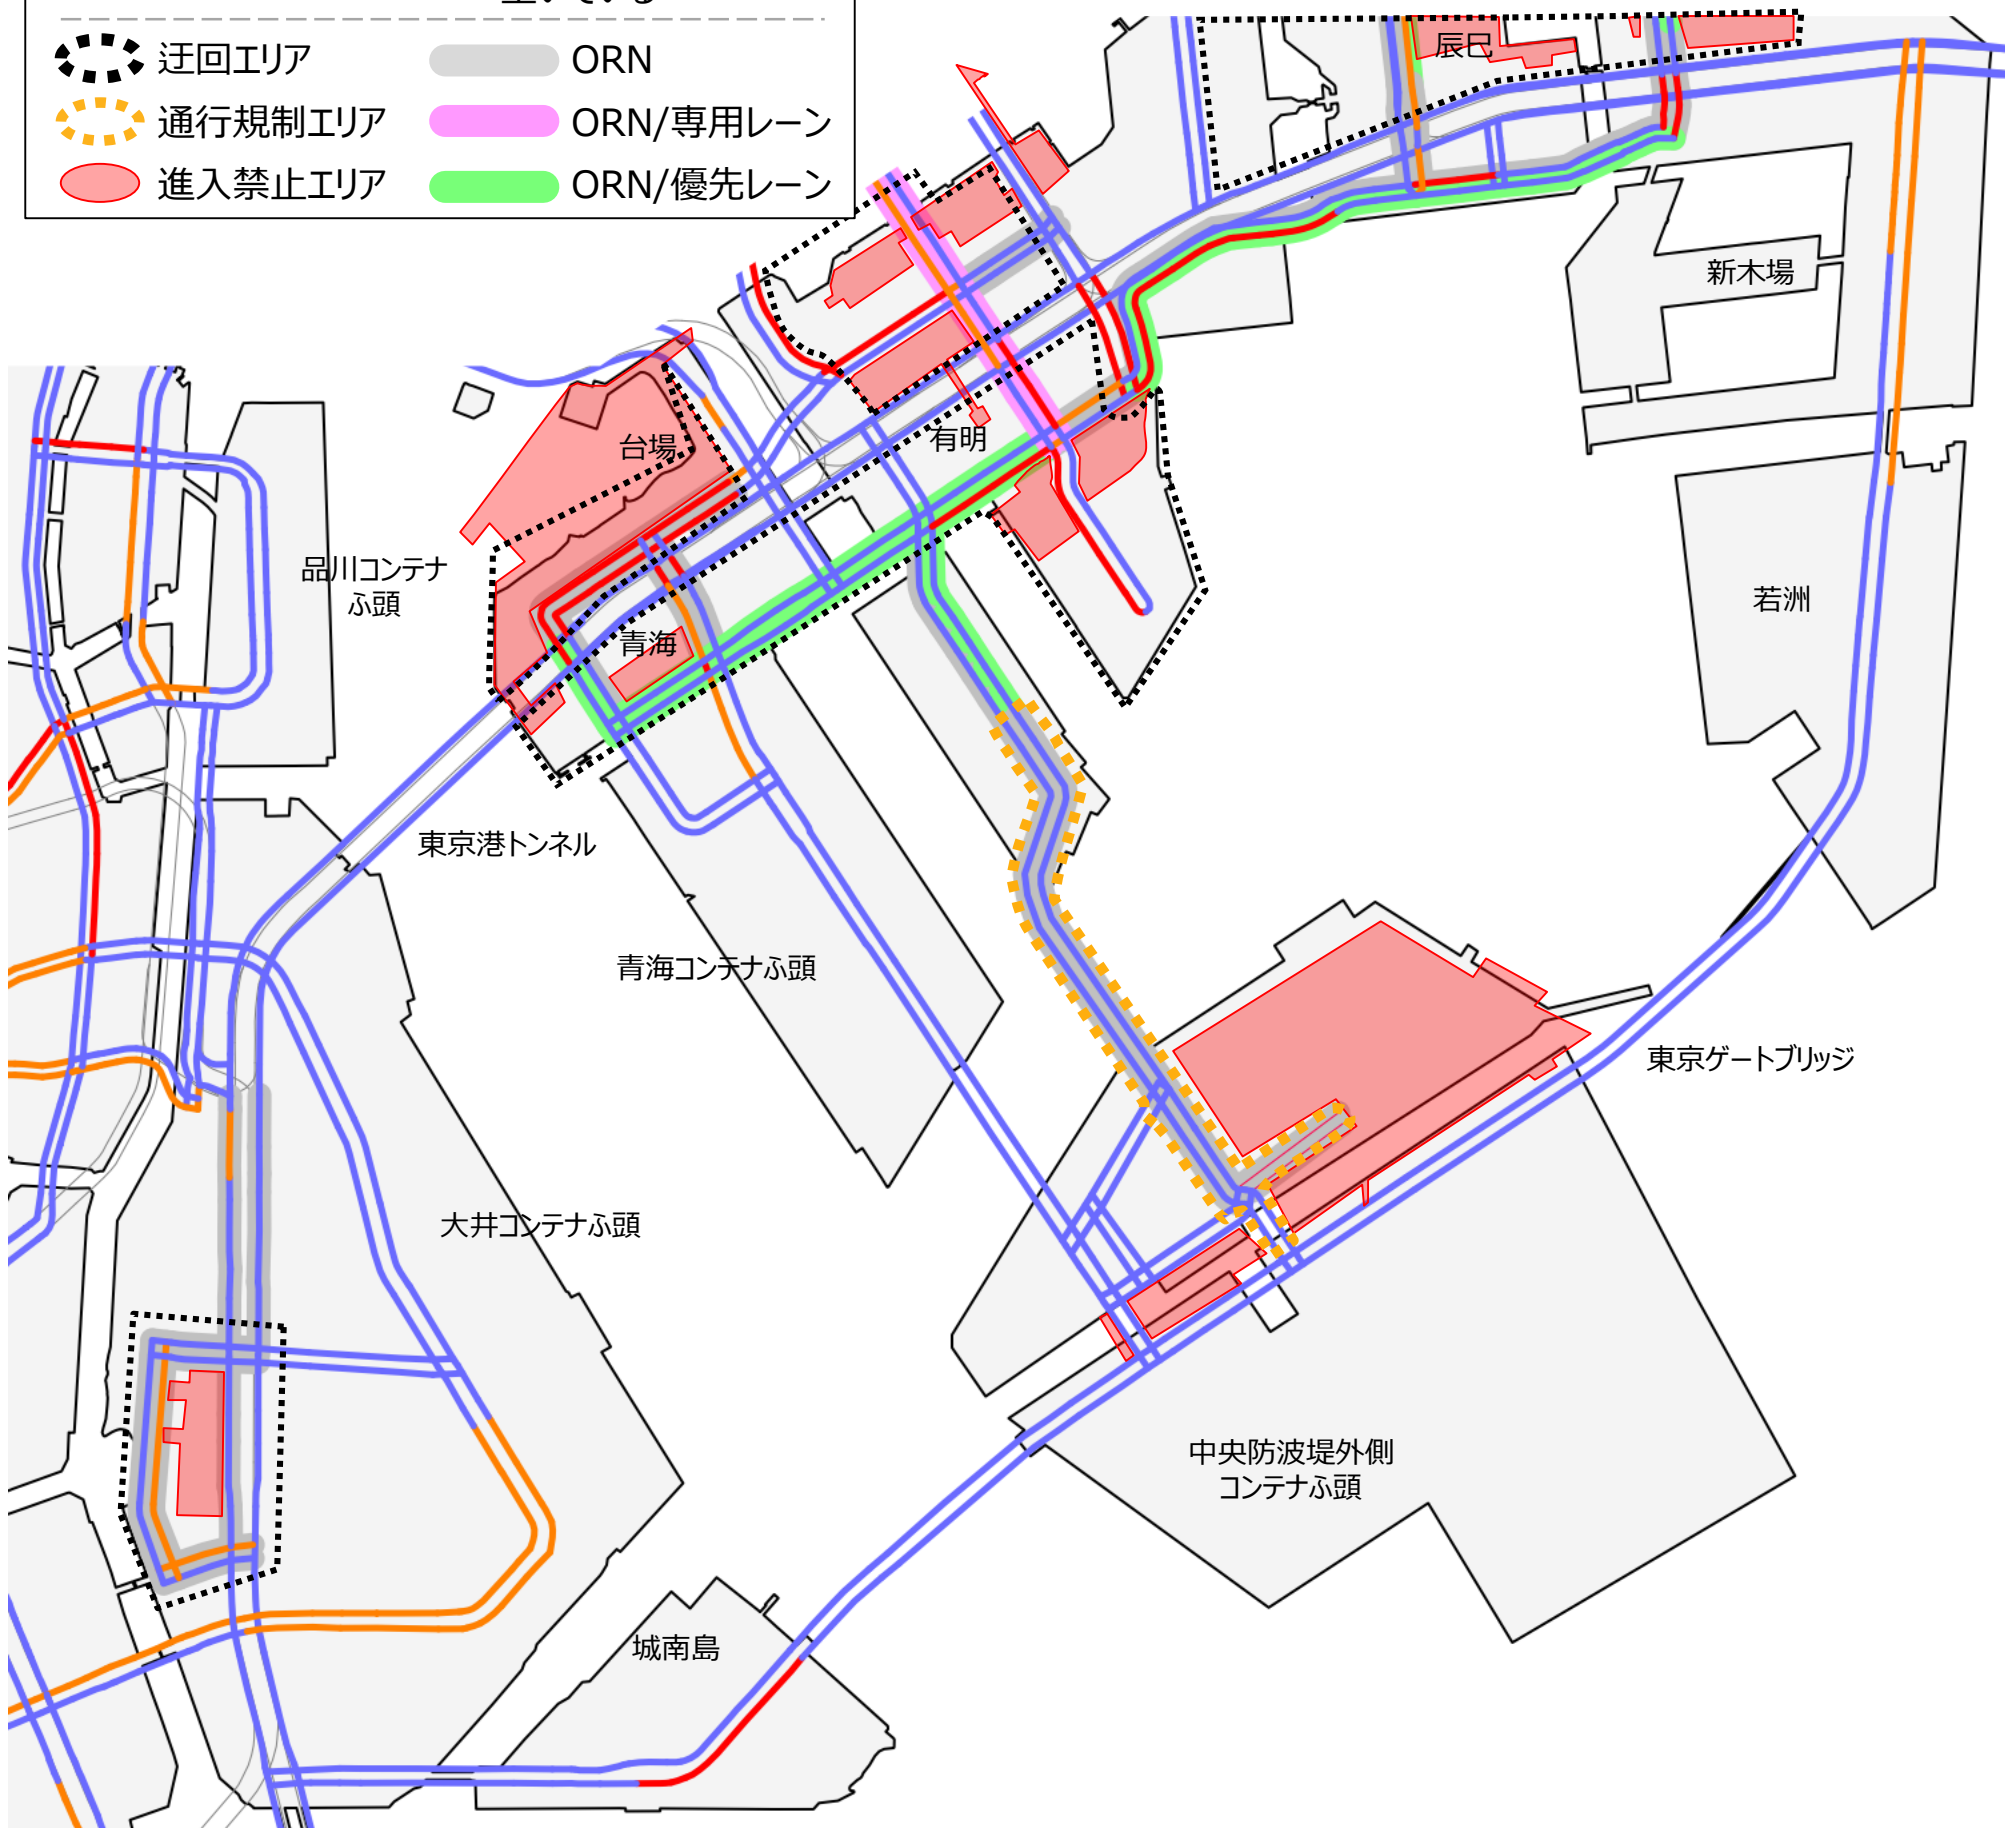 空いている
迂回エリア
ORN
通行規制エリア
ORN/専用レーン
進入禁止エリア
ORN/優先レーン
辰巳
新木場
台場
有明
品川コンテナ
ふ頭
若洲
青海
東京港トンネル
青海コンテナふ頭
東京ゲートブリッジ
大井コンテナふ頭
中央防波堤外側
コンテナふ頭
城南島